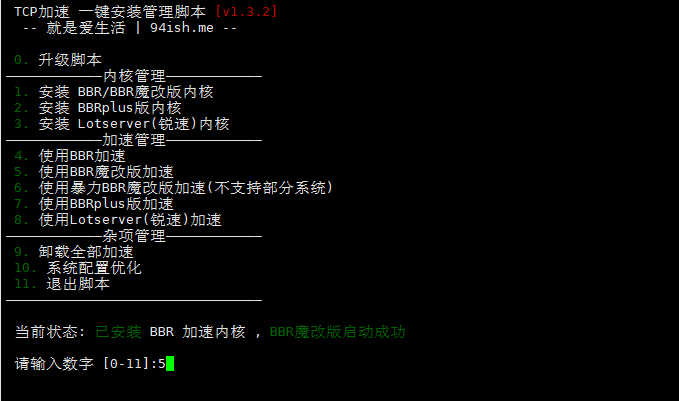 TCP加速 一键安装管理脚本 [v1.3.2]
-- 就是爱生活 | 94ish.me --
0. 升级脚本
————————————内核管理————————————
1. 安装 BBR/BBR魔改版内核
2. 安装 BBRplus版内核
3. 安装 Lotserver(锐速)内核
————————————加速管理————————————
4. 使用BBR加速
5. 使用BBR魔改版加速
6. 使用暴力BBR魔改版加速(不支持部分系统)
7. 使用BBRplus版加速
8. 使用Lotserver(锐速)加速
————————————杂项管理————————————
9. 卸载全部加速
10. 系统配置优化
11. 退出脚本
————————————————————————————————
当前状态: 已安装 BBR 加速内核 , BBR魔改版启动成功
请输入数字 [0-11]:5